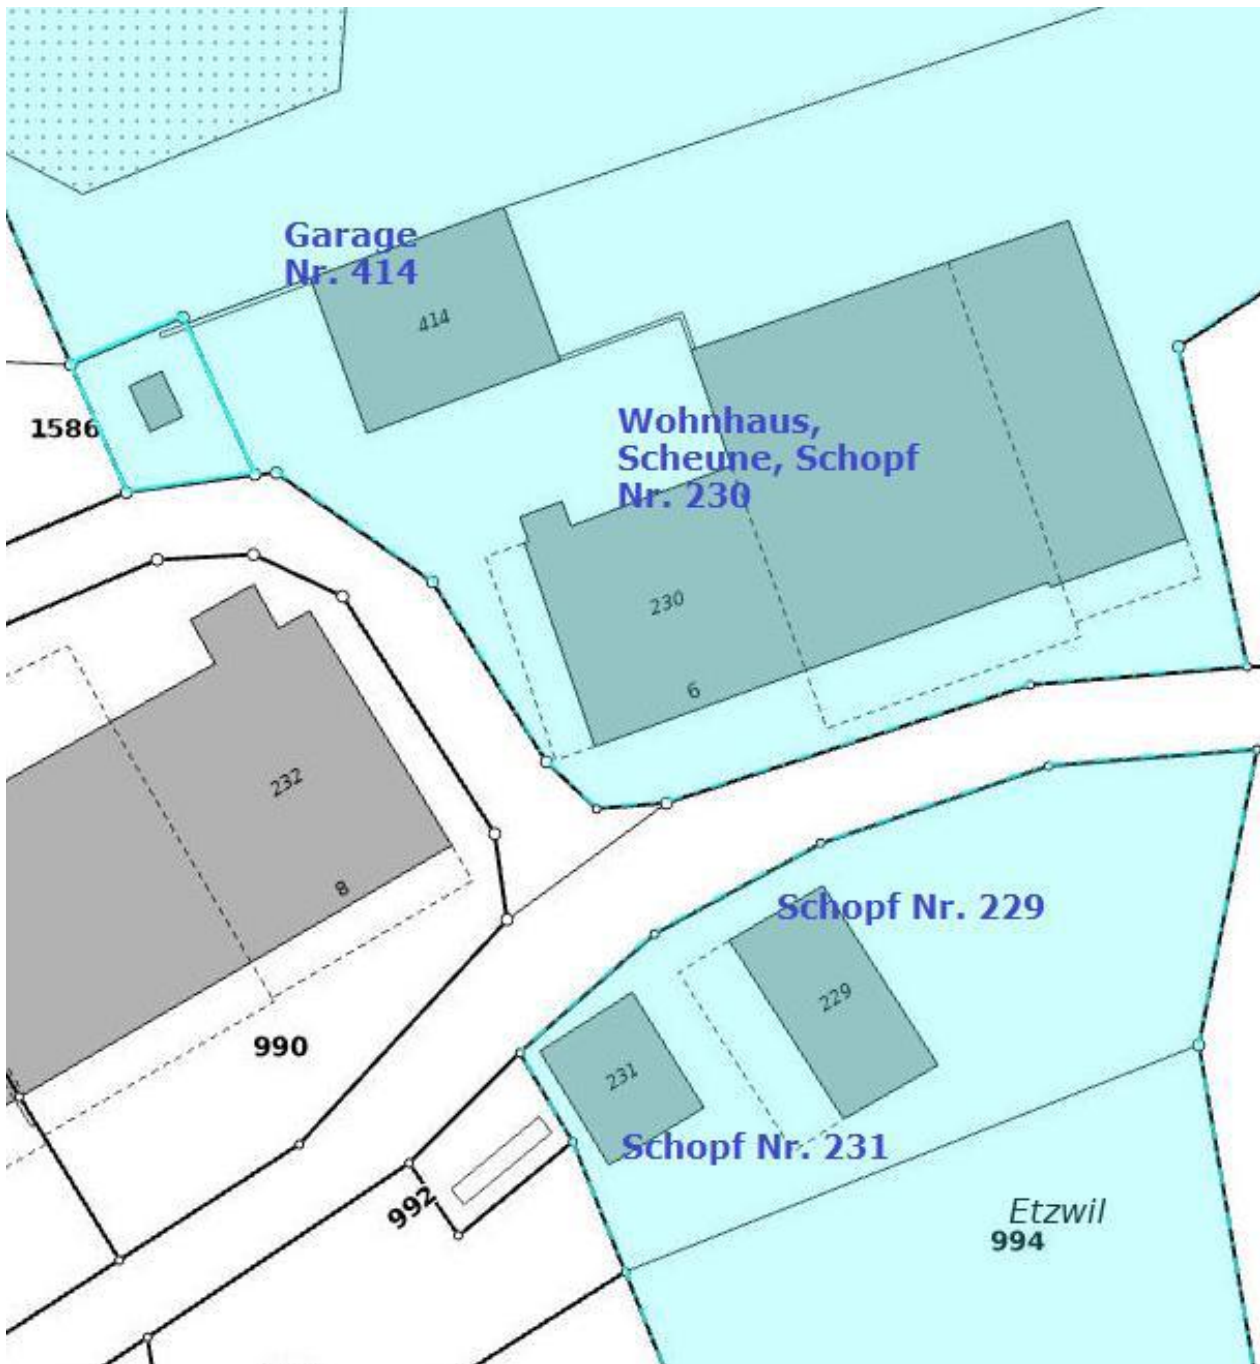 Garage
Nr. 414
414
1586
Wohnhaus,
Scheune, Schopf
Nr. 230
230
6
232
8
Schopf Nr. 229
229
990
231
Schopf Nr. 231
992
Etzwil
994